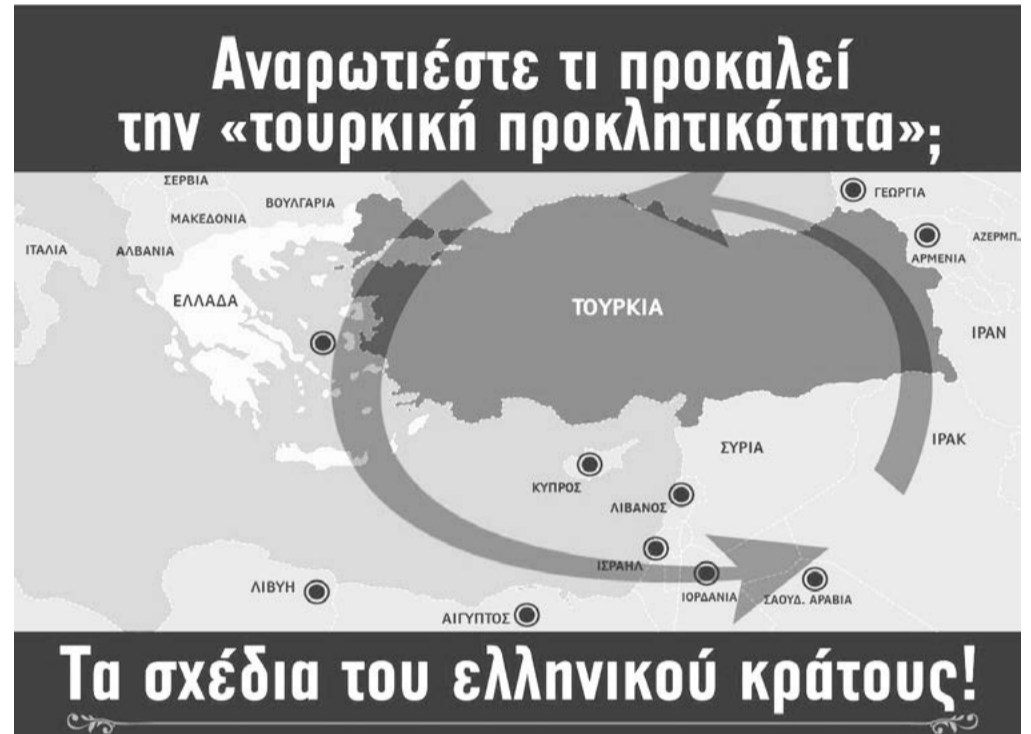 Αναρωτιέστε τι προκαλεί
την «τουρκική προκλητικότητα»;
ΣΕΡΒΙΑ
ΓΕΩΡΓΙΑ
ΒΟΥΛΓΑΡΙΑ
ΜΑΚΕΔΟΝΙΑ
ΙΤΑΛΙΑ
ΑΛΒΑΝΙΑ
ΑΖΕΡΜΠ..
ΑΡΜΕΝΙΑ
ΕΛΛΑΔΑ
ΤΟΥΡΚΙΑ
ΙΡΑΝ
ΙΡΑΚ
ΣΥΡΙΑ
ΚΥΠΡΟΣ
ΛΙΒΑΝΟΣ
ΙΣΡΑΗΛ
ΛΙΒΥΗ
ΙΟΡΔΑΝΙΑ
ΣΑΟΥΔ. ΑΡΑΒΙΑ
ΑΙΓΥΠΤΟΣ
Τα σχέδια του ελληνικού κράτους!